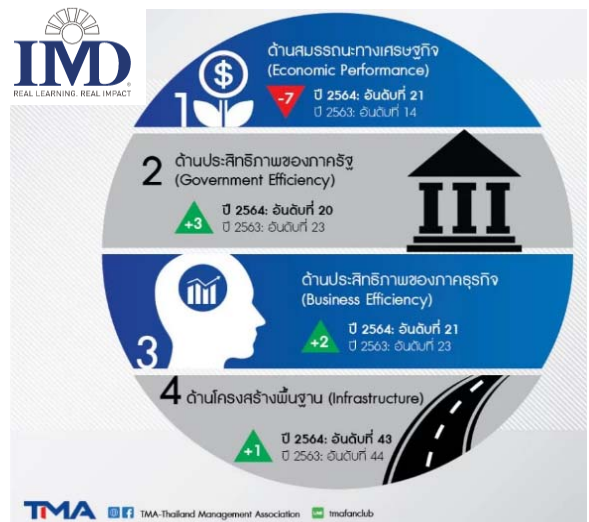 IMD
REAL LEARNING. REAL IMPACT
1
$
ด้านสมรรถนะทางเศรษฐกิจ
(Economic Performance)
-7
ปี 2564: อันดับที่ 21
ปี 2563: อันดับที่ 14
2
ด้านประสิทธิภาพของภาครัฐ
(Government Efficiency)
+3
ปี 2564: อันดับที่ 20
ปี 2563: อันดับที่ 23
3
ด้านประสิทธิภาพของภาคธุรกิจ
(Business Efficiency)
+2
ปี 2564: อันดับที่ 21
ปี 2563: อันดับที่ 23
4 ด้านโครงสร้างพื้นฐาน (Infrastructure)
+1
ปี 2564: อันดับที่ 43
ปี 2563: อันดับที่ 44
TMA TMA-Thailand Management Association tmafanclub